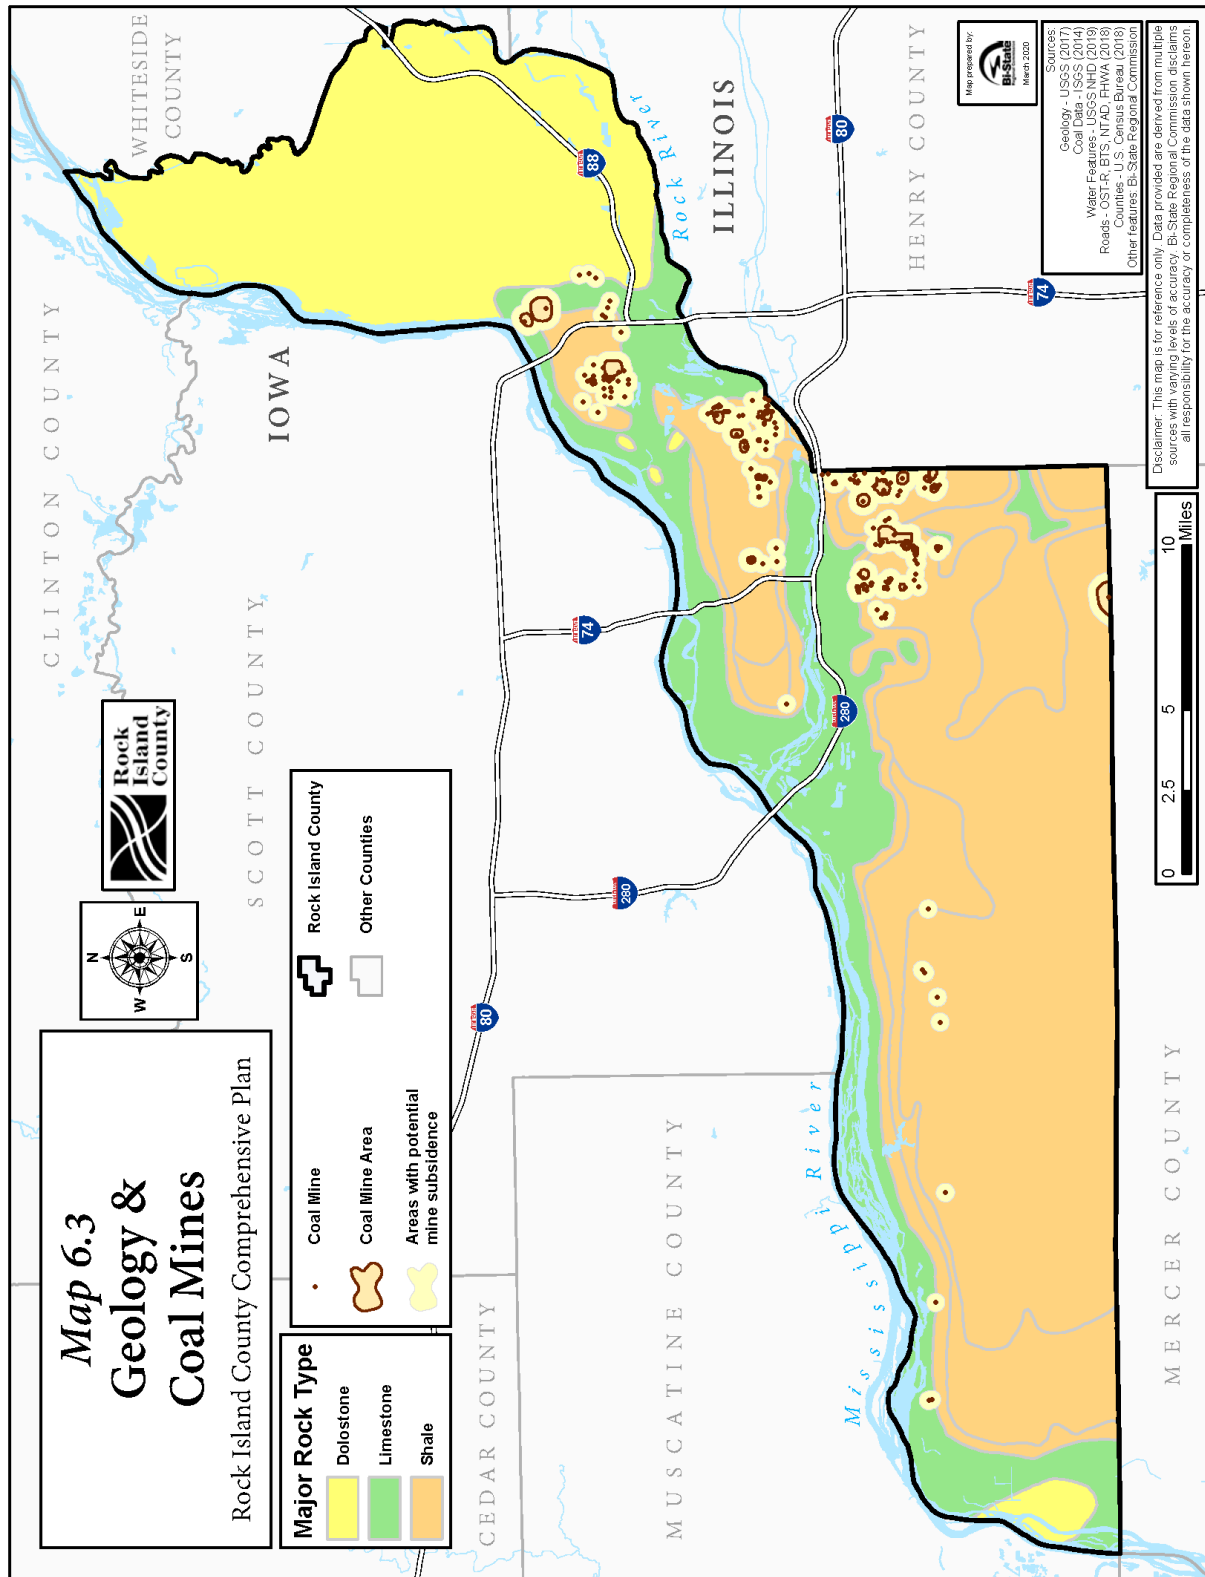 Map 6.3
Geology &
Coal Mines
Rock Island County Comprehensive Plan
Major Rock Type
Dolostone
Limestone
Shale
Coal Mine
Coal Mine Area
Areas with potential
mine subsidence
Rock Island County
Other Counties
N
W
E
S
Rock
Island
County
CLINTON COUNTY
WHITESIDE
COUNTY
IOWA
SCOTT COUNTY
CEDAR COUNTY
MUSCATINE COUNTY
Mississippi River
Rock River
ILLINOIS
HENRY COUNTY
MERCER COUNTY
80
280
74
88
280
80
74
0
2.5
5
10
Miles
Map prepared by:
Bi-State
March 2020
Sources:
Geology - USGS (2017)
Coal Data - ISGS (2014)
Water Features - USGS NHD (2019)
Roads - OST-R, BTS, NTAD, FHWA (2018)
Counties - U.S. Census Bureau (2018)
Other features: Bi-State Regional Commission
Disclaimer: This map is for reference only. Data provided are derived from multiple
sources with varying levels of accuracy. Bi-State Regional Commission disclaims
all responsibility for the accuracy or completeness of the data shown hereon.